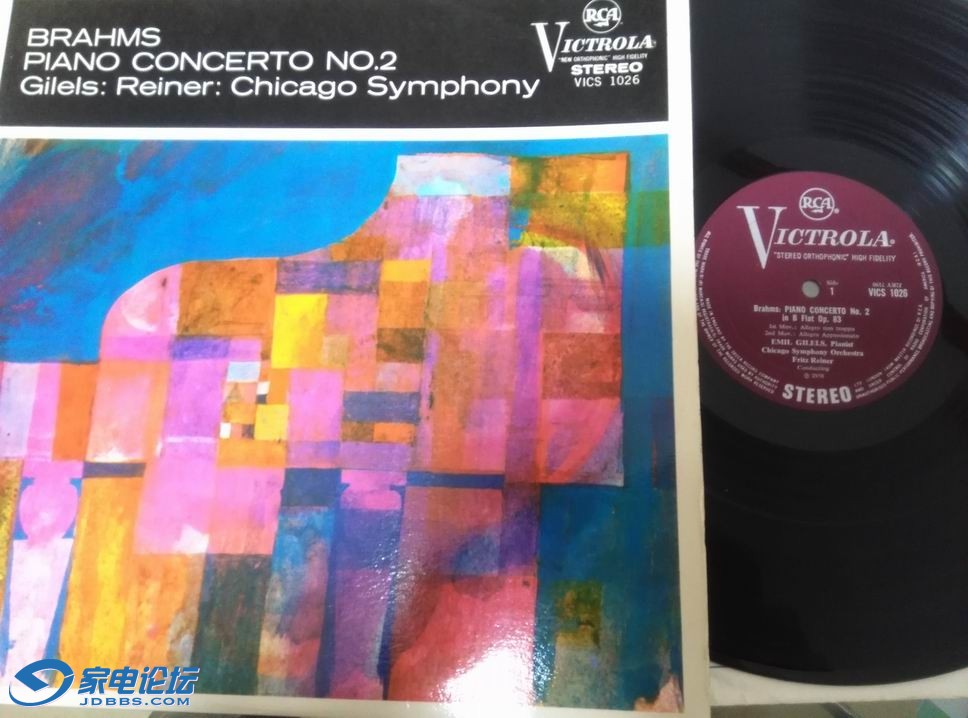 BRAHMS
PIANO CONCERTO NO.2
Gilels: Reiner: Chicago Symphony
RCA
VICTROLA
"NEW ORTHOPHONIC" HIGH FIDELITY
STEREO
VICS 1026
RCA
VICTROLA
"STEREO ORTHOPHONIC" HIGH FIDELITY
Side
1
VICS 1026
Brahms: PIANO CONCERTO No. 2
in B Flat Op. 83
1st Mov.: Allegro non troppo
2nd Mov.: Allegro Appassionato
EMIL GILELS, Pianist
Chicago Symphony Orchestra
Fritz Reiner
Conducting
STEREO
家电论坛
JDBBS.COM